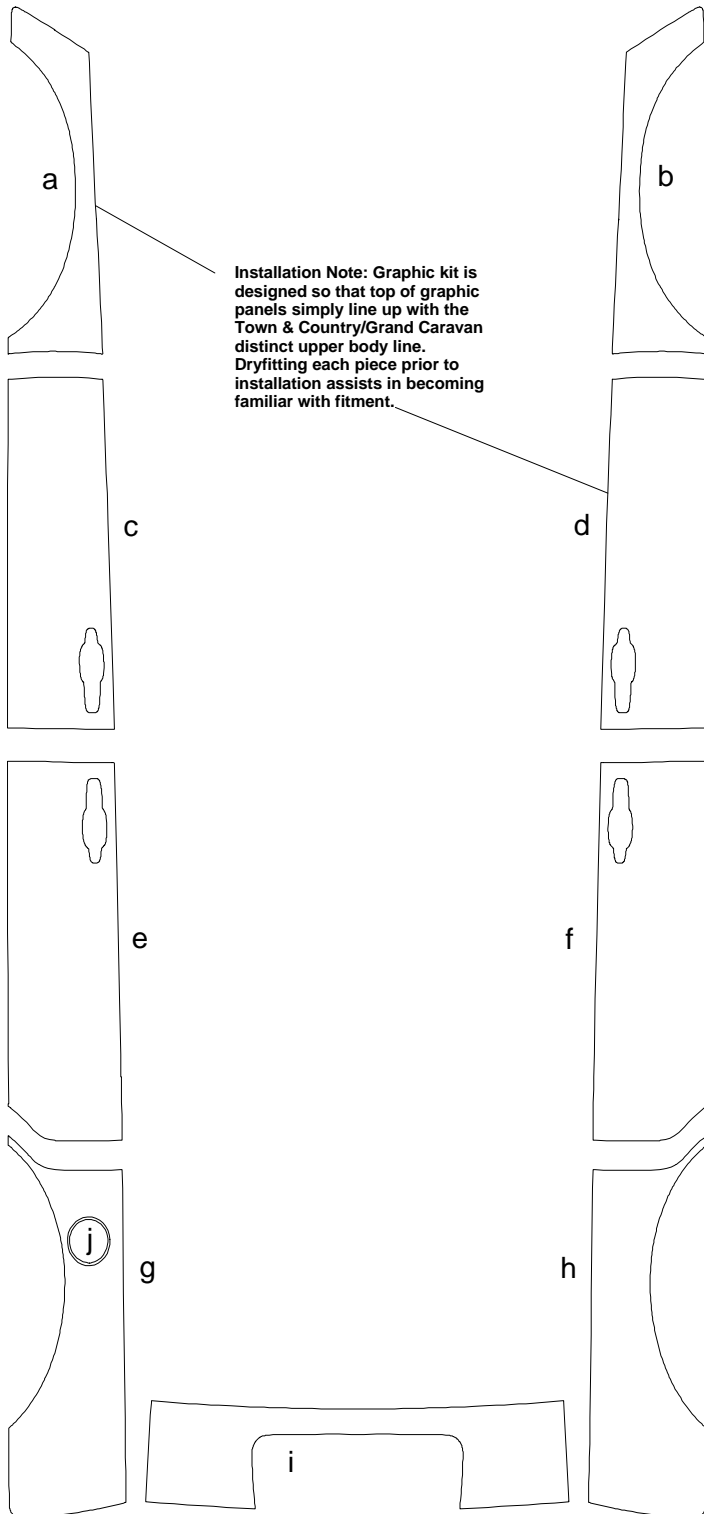 a
b
Installation Note: Graphic kit is
designed so that top of graphic
panels simply line up with the
Town & Country/Grand Caravan
distinct upper body line.
Dryfitting each piece prior to
installation assists in becoming
familiar with fitment.
c
d
e
f
j
g
h
i